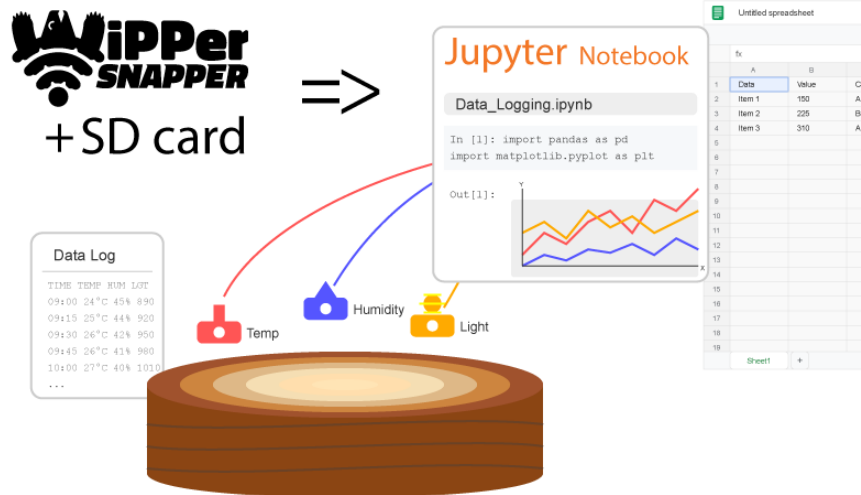 WiPPer
SNAPPER
+ SD card
=>
Jupyter Notebook
Data_Logging.ipynb
In [1]: import pandas as pd
import matplotlib.pyplot as plt
Out[1]:
Y
X
Data Log
TIME TEMP HUM LGT
09:00 24°C 45% 890
09:15 25°C 44% 920
09:30 26°C 42% 950
09:45 26°C 41% 980
10:00 27°C 40% 1010
...
Temp
Humidity
Light
Untitled spreadsheet
fx
A B
1 Data Value C
2 Item 1 150 A
3 Item 2 225 B
4 Item 3 310 A
5
6
7
8
9
10
11
12
13
14
15
16
17
18
19
Sheet1 +